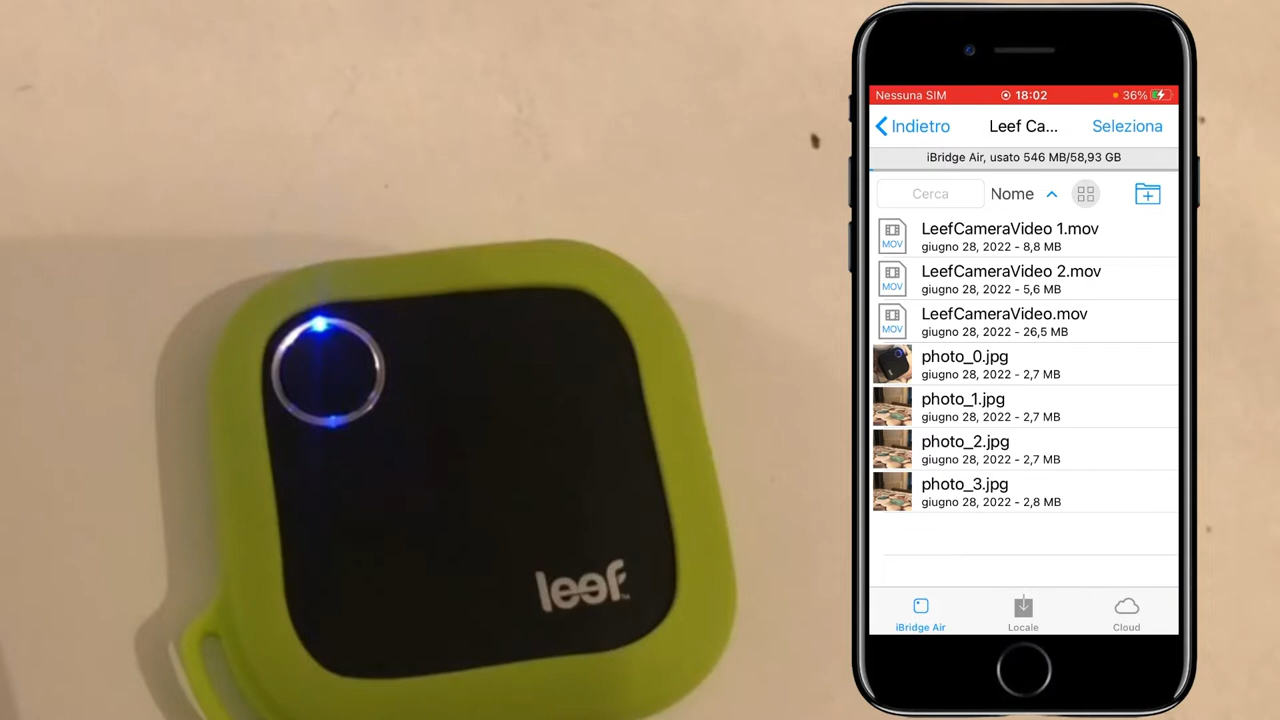 Nessuna SIM 18:02 36%
Indietro Leef Ca... Seleziona
iBridge Air, usato 546 MB/58,93 GB
Cerca Nome
MOV LeefCameraVideo 1.mov
giugno 28, 2022 - 8,8 MB
MOV LeefCameraVideo 2.mov
giugno 28, 2022 - 5,6 MB
MOV LeefCameraVideo.mov
giugno 28, 2022 - 26,5 MB
photo_0.jpg
giugno 28, 2022 - 2,7 MB
photo_1.jpg
giugno 28, 2022 - 2,7 MB
photo_2.jpg
giugno 28, 2022 - 2,7 MB
photo_3.jpg
giugno 28, 2022 - 2,8 MB
iBridge Air Locale Cloud
leef™